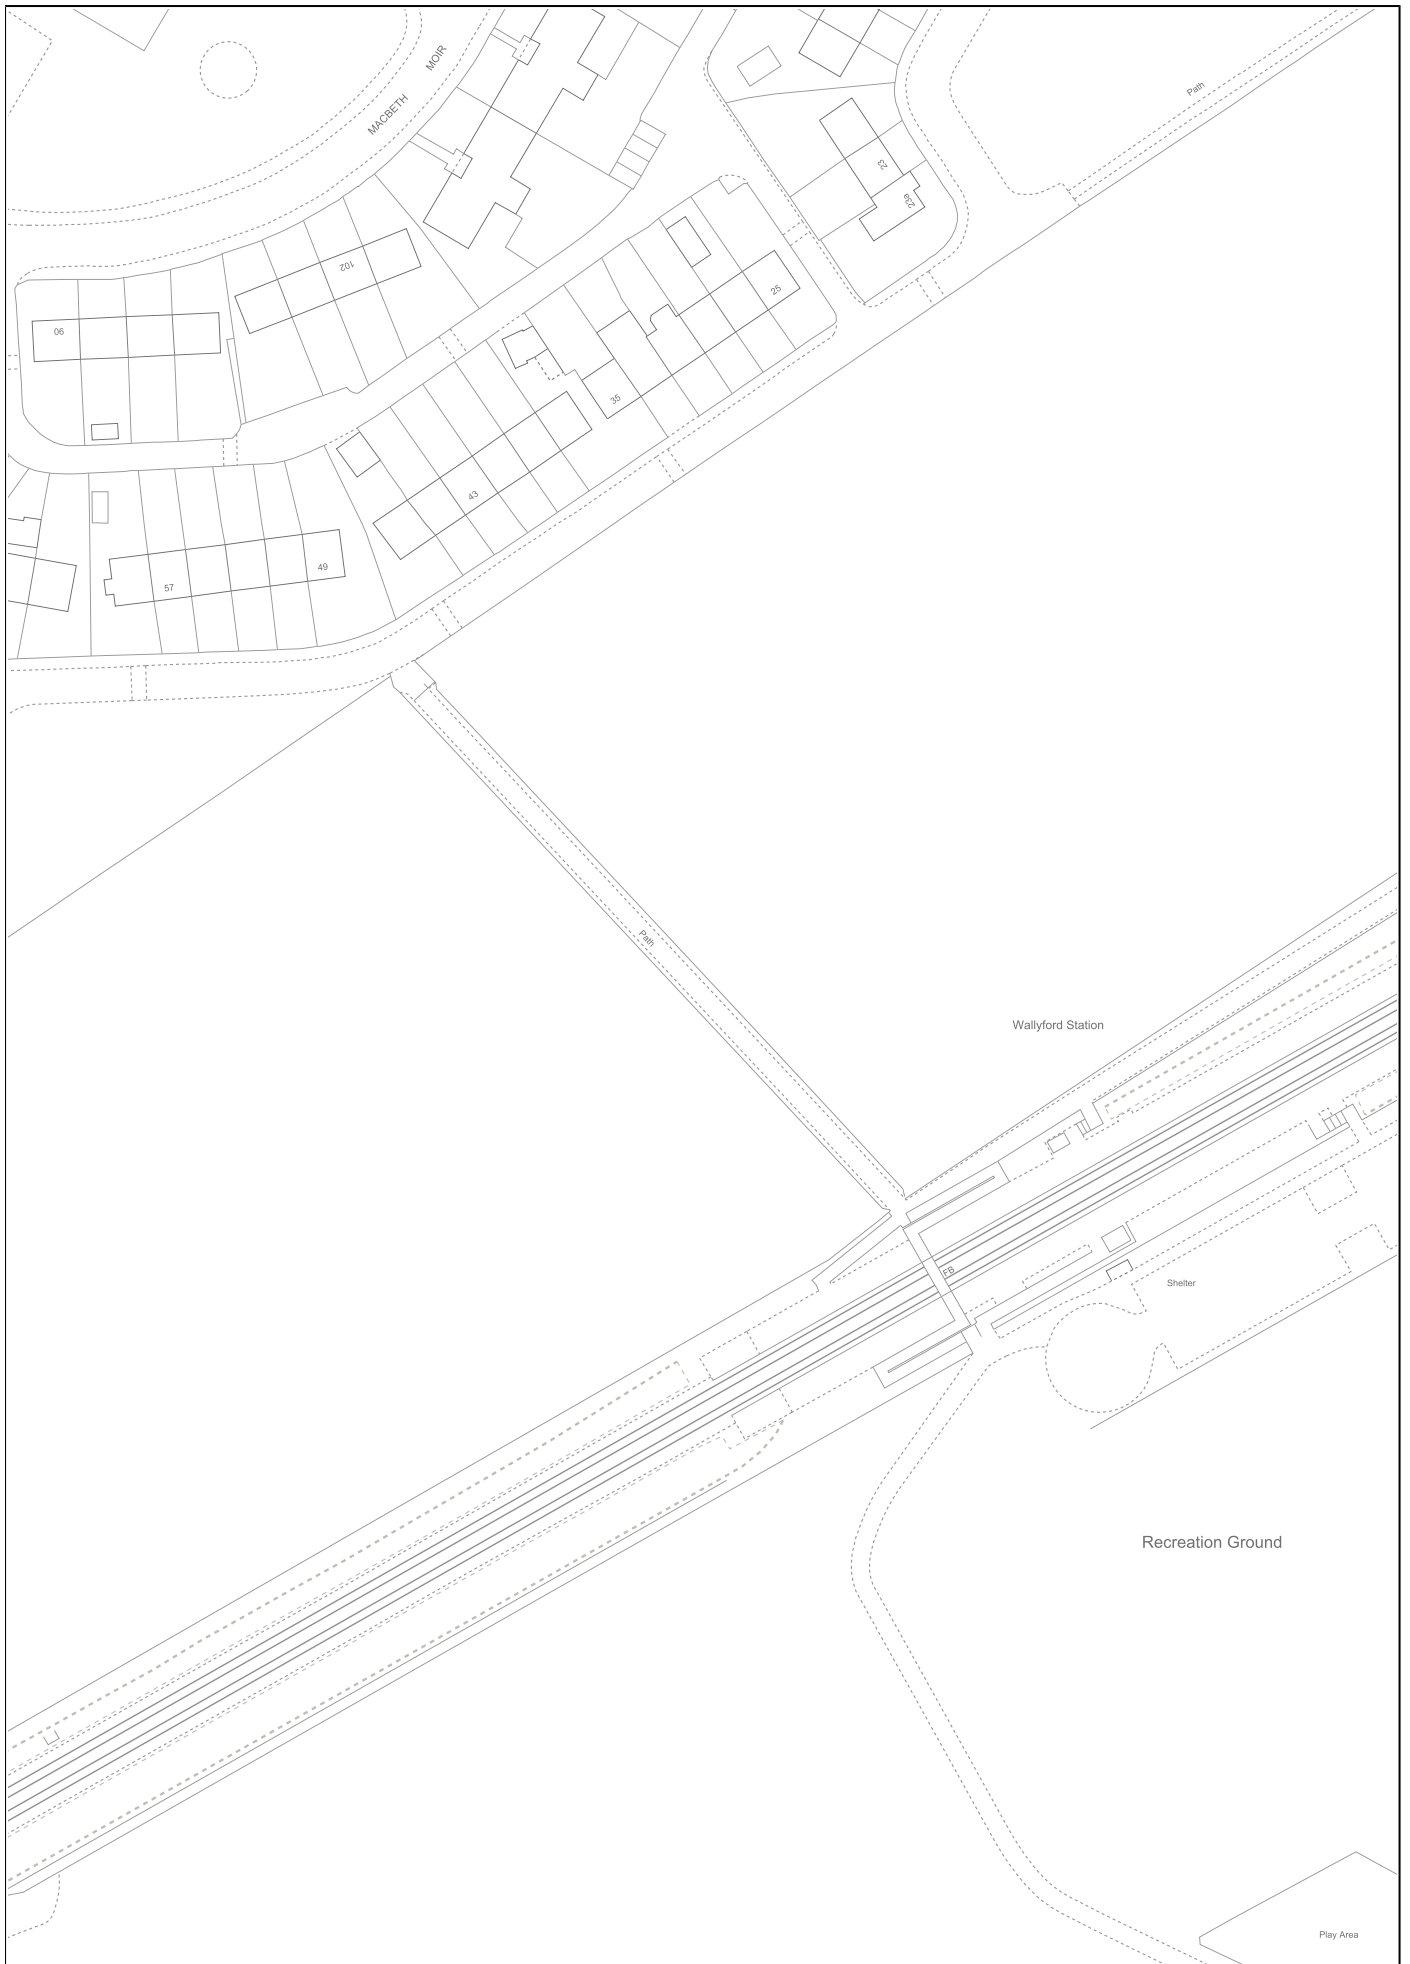 MACBETH MOIR
Path
23
23a
102
90
25
35
43
49
57
Path
Wallyford Station
FB
Shelter
Recreation Ground
Play Area